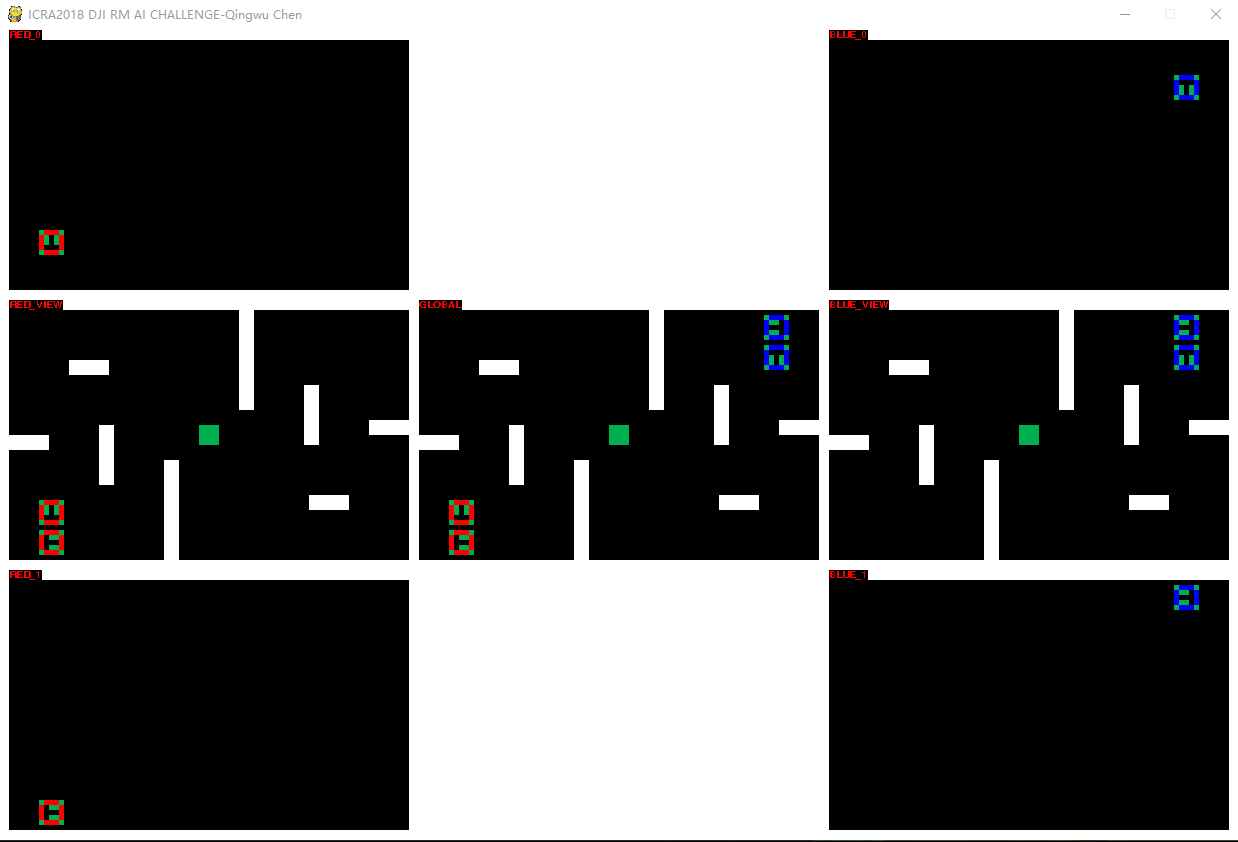 ICRA2018 DJI RM AI CHALLENGE-Qingwu Chen
RED_0
BLUE_0
RED_VIEW
GLOBAL
BLUE_VIEW
RED_1
BLUE_1